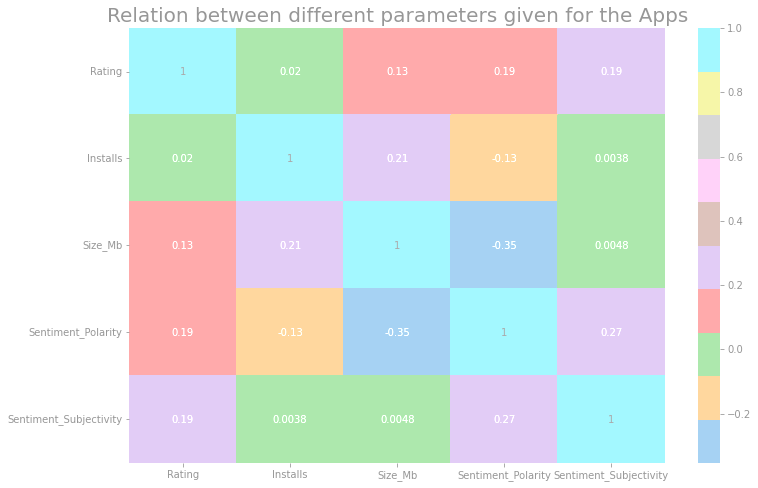 Relation between different parameters given for the Apps
Rating 1 0.02 0.13 0.19 0.19
Installs 0.02 1 0.21 -0.13 0.0038
Size_Mb 0.13 0.21 1 -0.35 0.0048
Sentiment_Polarity 0.19 -0.13 -0.35 1 0.27
Sentiment_Subjectivity 0.19 0.0038 0.0048 0.27 1
Rating Installs Size_Mb Sentiment_Polarity Sentiment_Subjectivity
1.0
0.8
0.6
0.4
0.2
0.0
−0.2